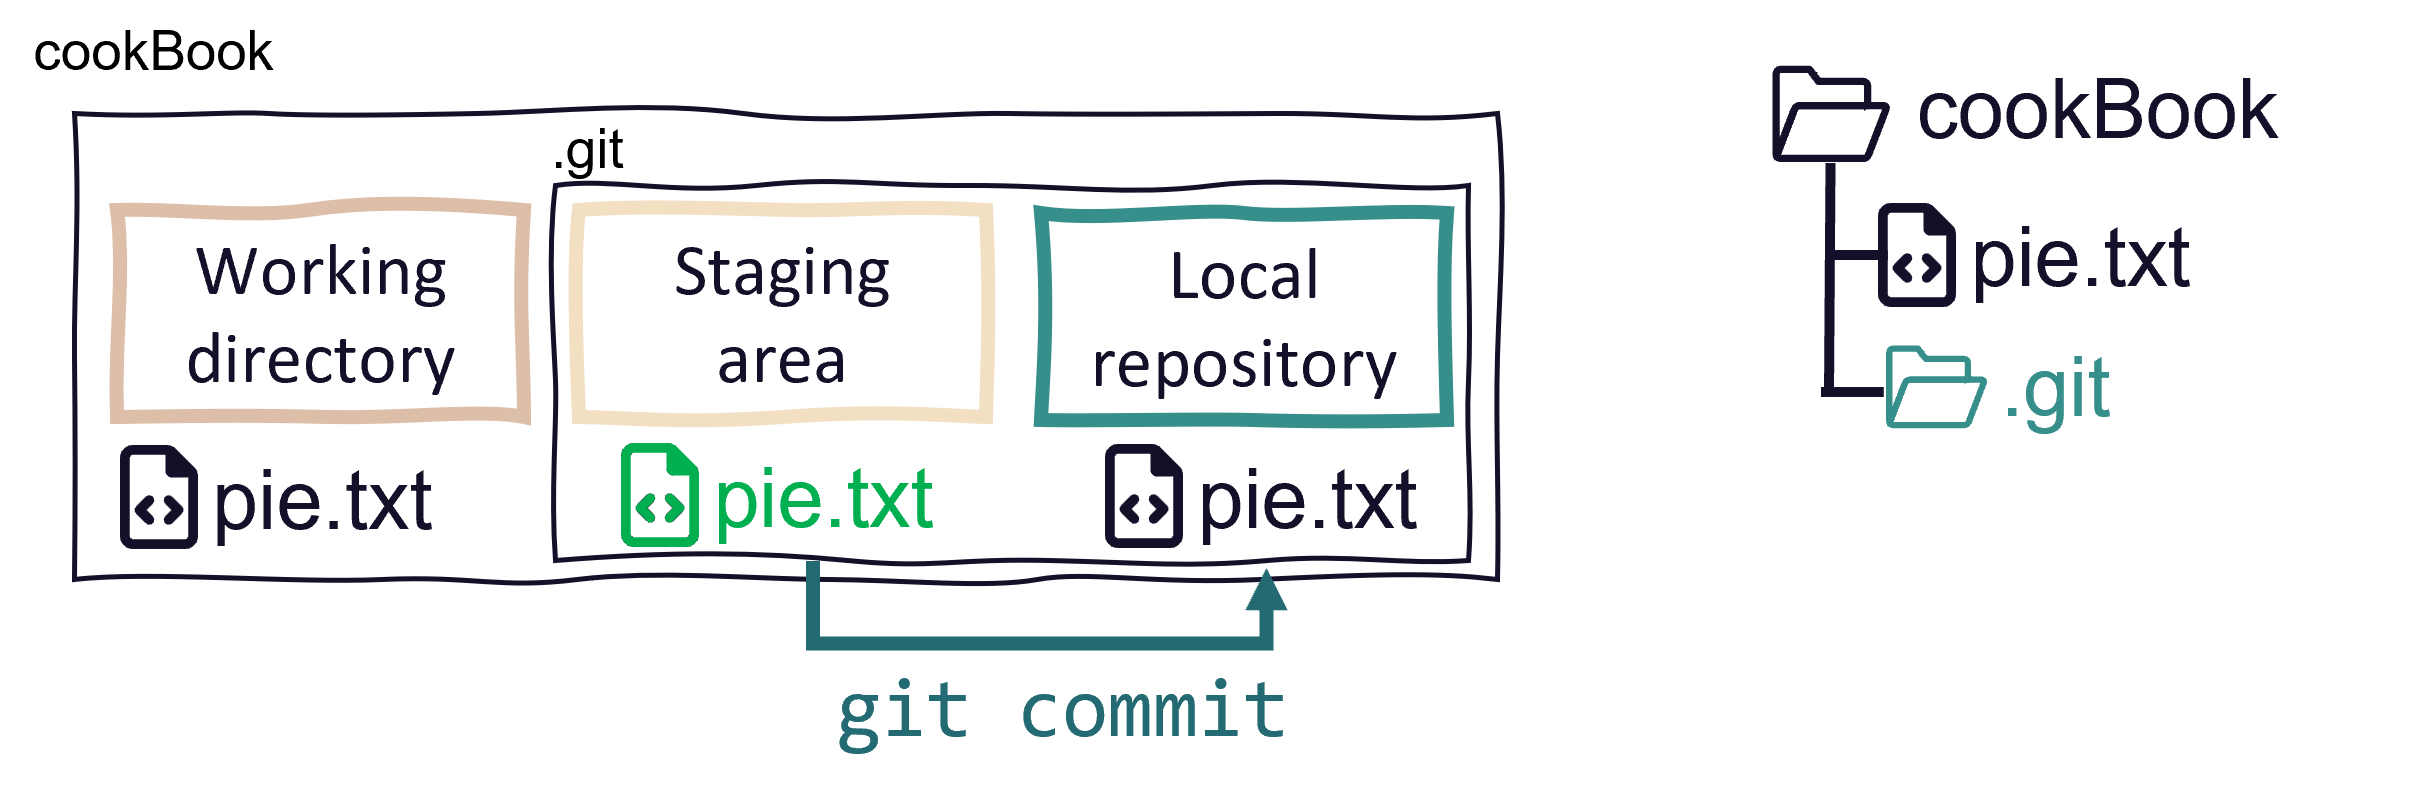 cookBook
.git
Working
directory
Staging
area
Local
repository
pie.txt
pie.txt
pie.txt
git commit
cookBook
pie.txt
.git